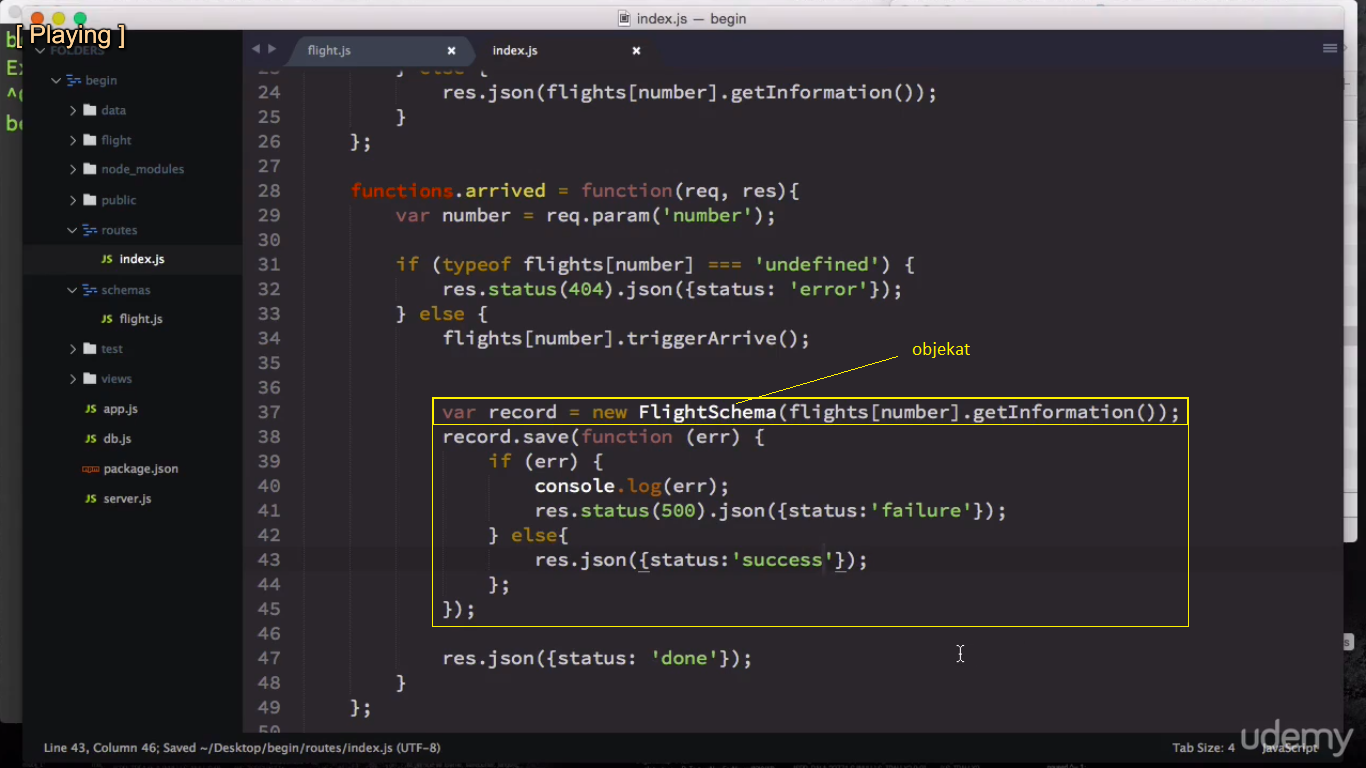 index.js — begin
[ Playing ]
FOLDERS
begin
data
flight
node_modules
public
routes
JS index.js
schemas
JS flight.js
test
views
JS app.js
JS db.js
npm package.json
JS server.js
flight.js
index.js
} else {
24 res.json(flights[number].getInformation());
25 }
26 };
27
28 functions.arrived = function(req, res){
29 var number = req.param('number');
30
31 if (typeof flights[number] === 'undefined') {
32 res.status(404).json({status: 'error'});
33 } else {
34 flights[number].triggerArrive();
35
objekat
36
37 var record = new FlightSchema(flights[number].getInformation());
38 record.save(function (err) {
39 if (err) {
40 console.log(err);
41 res.status(500).json({status:'failure'});
42 } else{
43 res.json({status:'success'});
44 };
45 });
46
47 res.json({status: 'done'});
48 }
49 };
Line 43, Column 46; Saved ~/Desktop/begin/routes/index.js (UTF-8)
Tab Size: 4
JavaScript
udemy